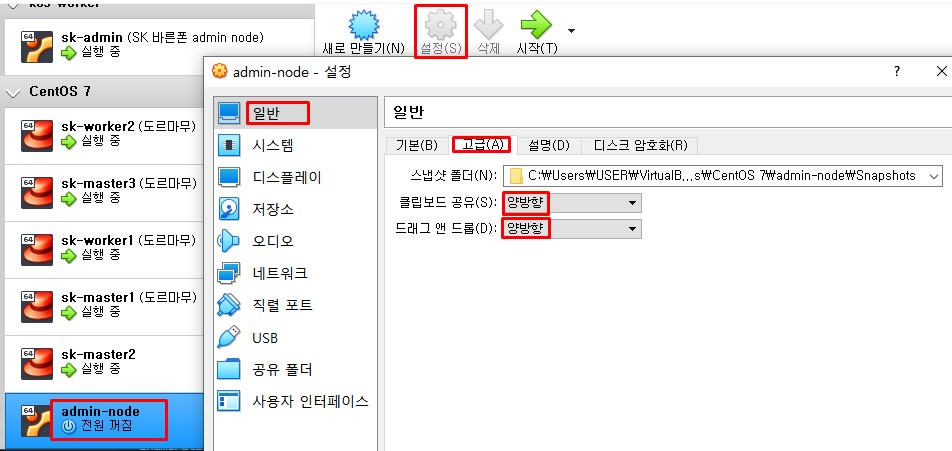 k8s-worker
64
sk-admin (SK 바른폰 admin node)
실행 중
CentOS 7
64
sk-worker2 (도르마무)
실행 중
64
sk-master3 (도르마무)
실행 중
64
sk-worker1 (도르마무)
실행 중
64
sk-master1 (도르마무)
실행 중
64
sk-master2
실행 중
64
admin-node
전원 꺼짐
새로 만들기(N)
설정(S)
삭제
시작(T)
admin-node - 설정
?
일반
시스템
디스플레이
저장소
오디오
네트워크
직렬 포트
USB
공유 폴더
사용자 인터페이스
일반
기본(B) 고급(A) 설명(D) 디스크 암호화(R)
스냅샷 폴더(N): C:₩Users₩USER₩VirtualB...s₩CentOS 7₩admin-node₩Snapshots
클립보드 공유(S): 양방향
드래그 앤 드롭(D): 양방향